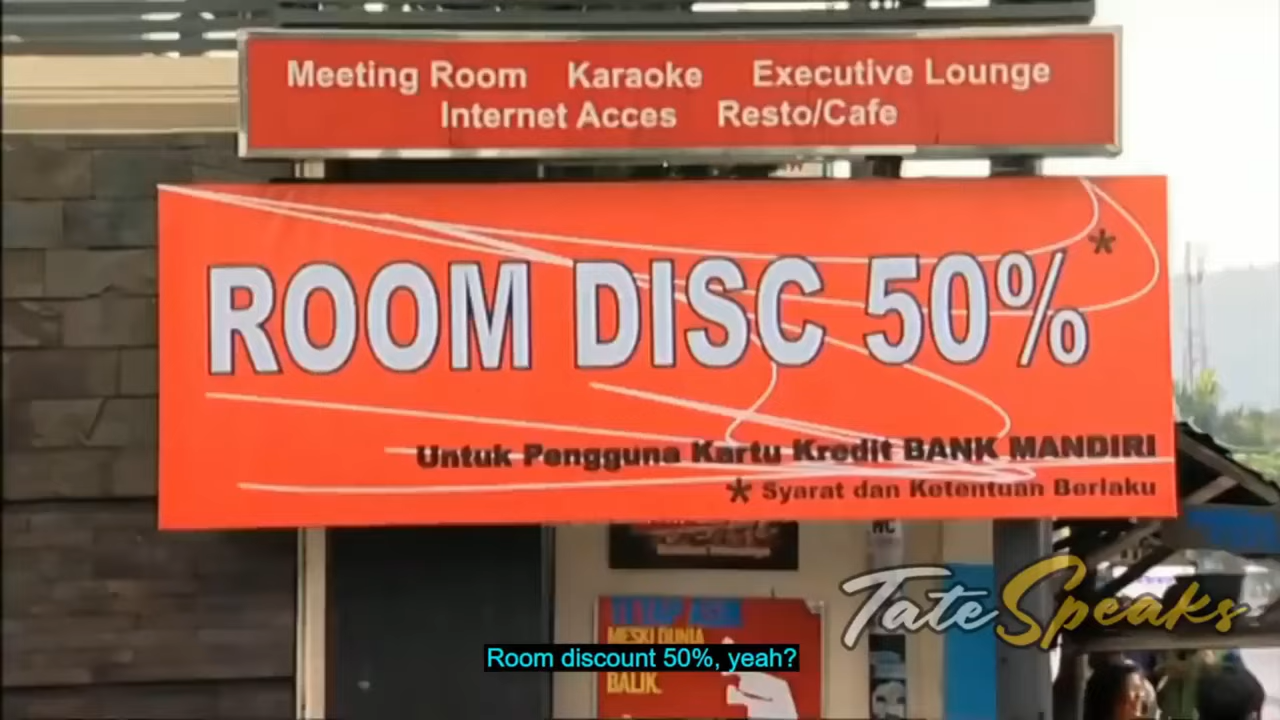 Meeting Room Karaoke Executive Lounge
Internet Acces Resto/Cafe
ROOM DISC 50% *
Untuk Pengguna Kartu Kredit BANK MANDIRI
* Syarat dan Ketentuan Berlaku
MESKI DUNIA
BALIK.
TateSpeaks
Room discount 50%, yeah?